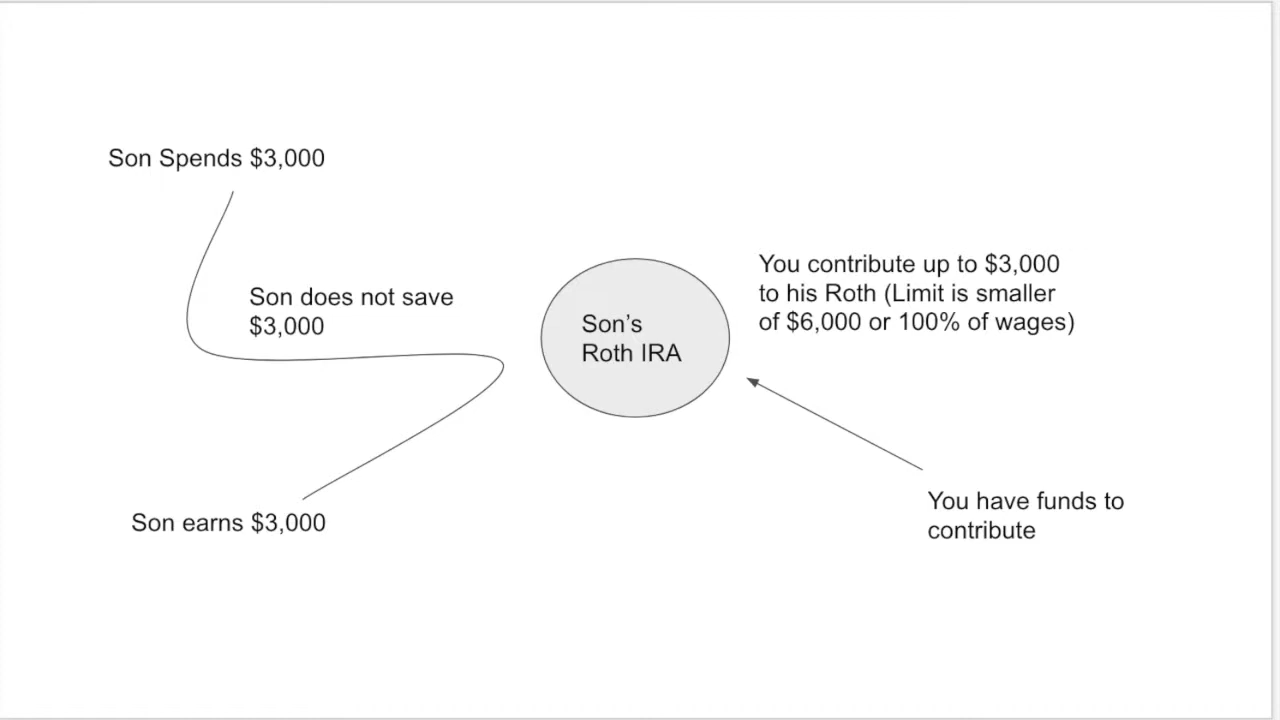 Son Spends $3,000
Son does not save
$3,000
Son earns $3,000
Son's
Roth IRA
You contribute up to $3,000
to his Roth (Limit is smaller
of $6,000 or 100% of wages)
You have funds to
contribute